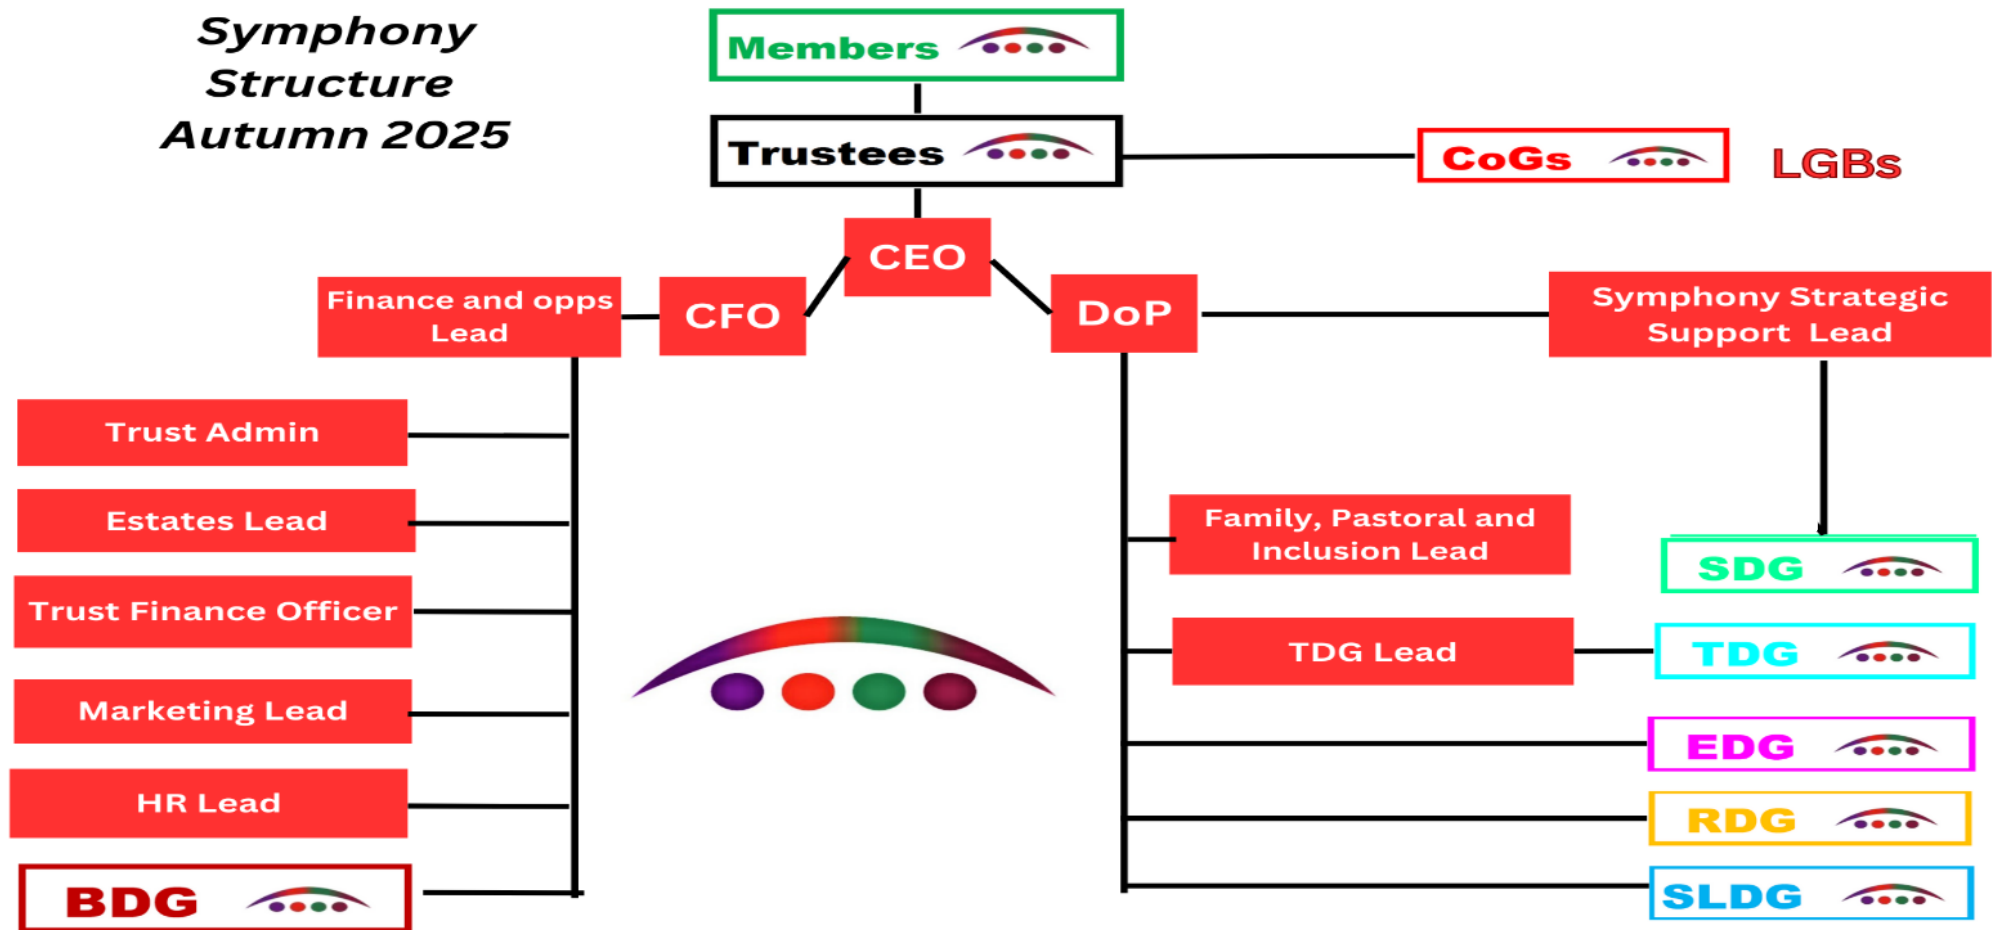 Symphony
Structure
Autumn 2025
Members
Trustees
CoGs
LGBs
CEO
Finance and opps
Lead
CFO
DoP
Symphony Strategic
Support Lead
Trust Admin
Estates Lead
Trust Finance Officer
Marketing Lead
HR Lead
BDG
Family, Pastoral and
Inclusion Lead
TDG Lead
SDG
TDG
EDG
RDG
SLDG